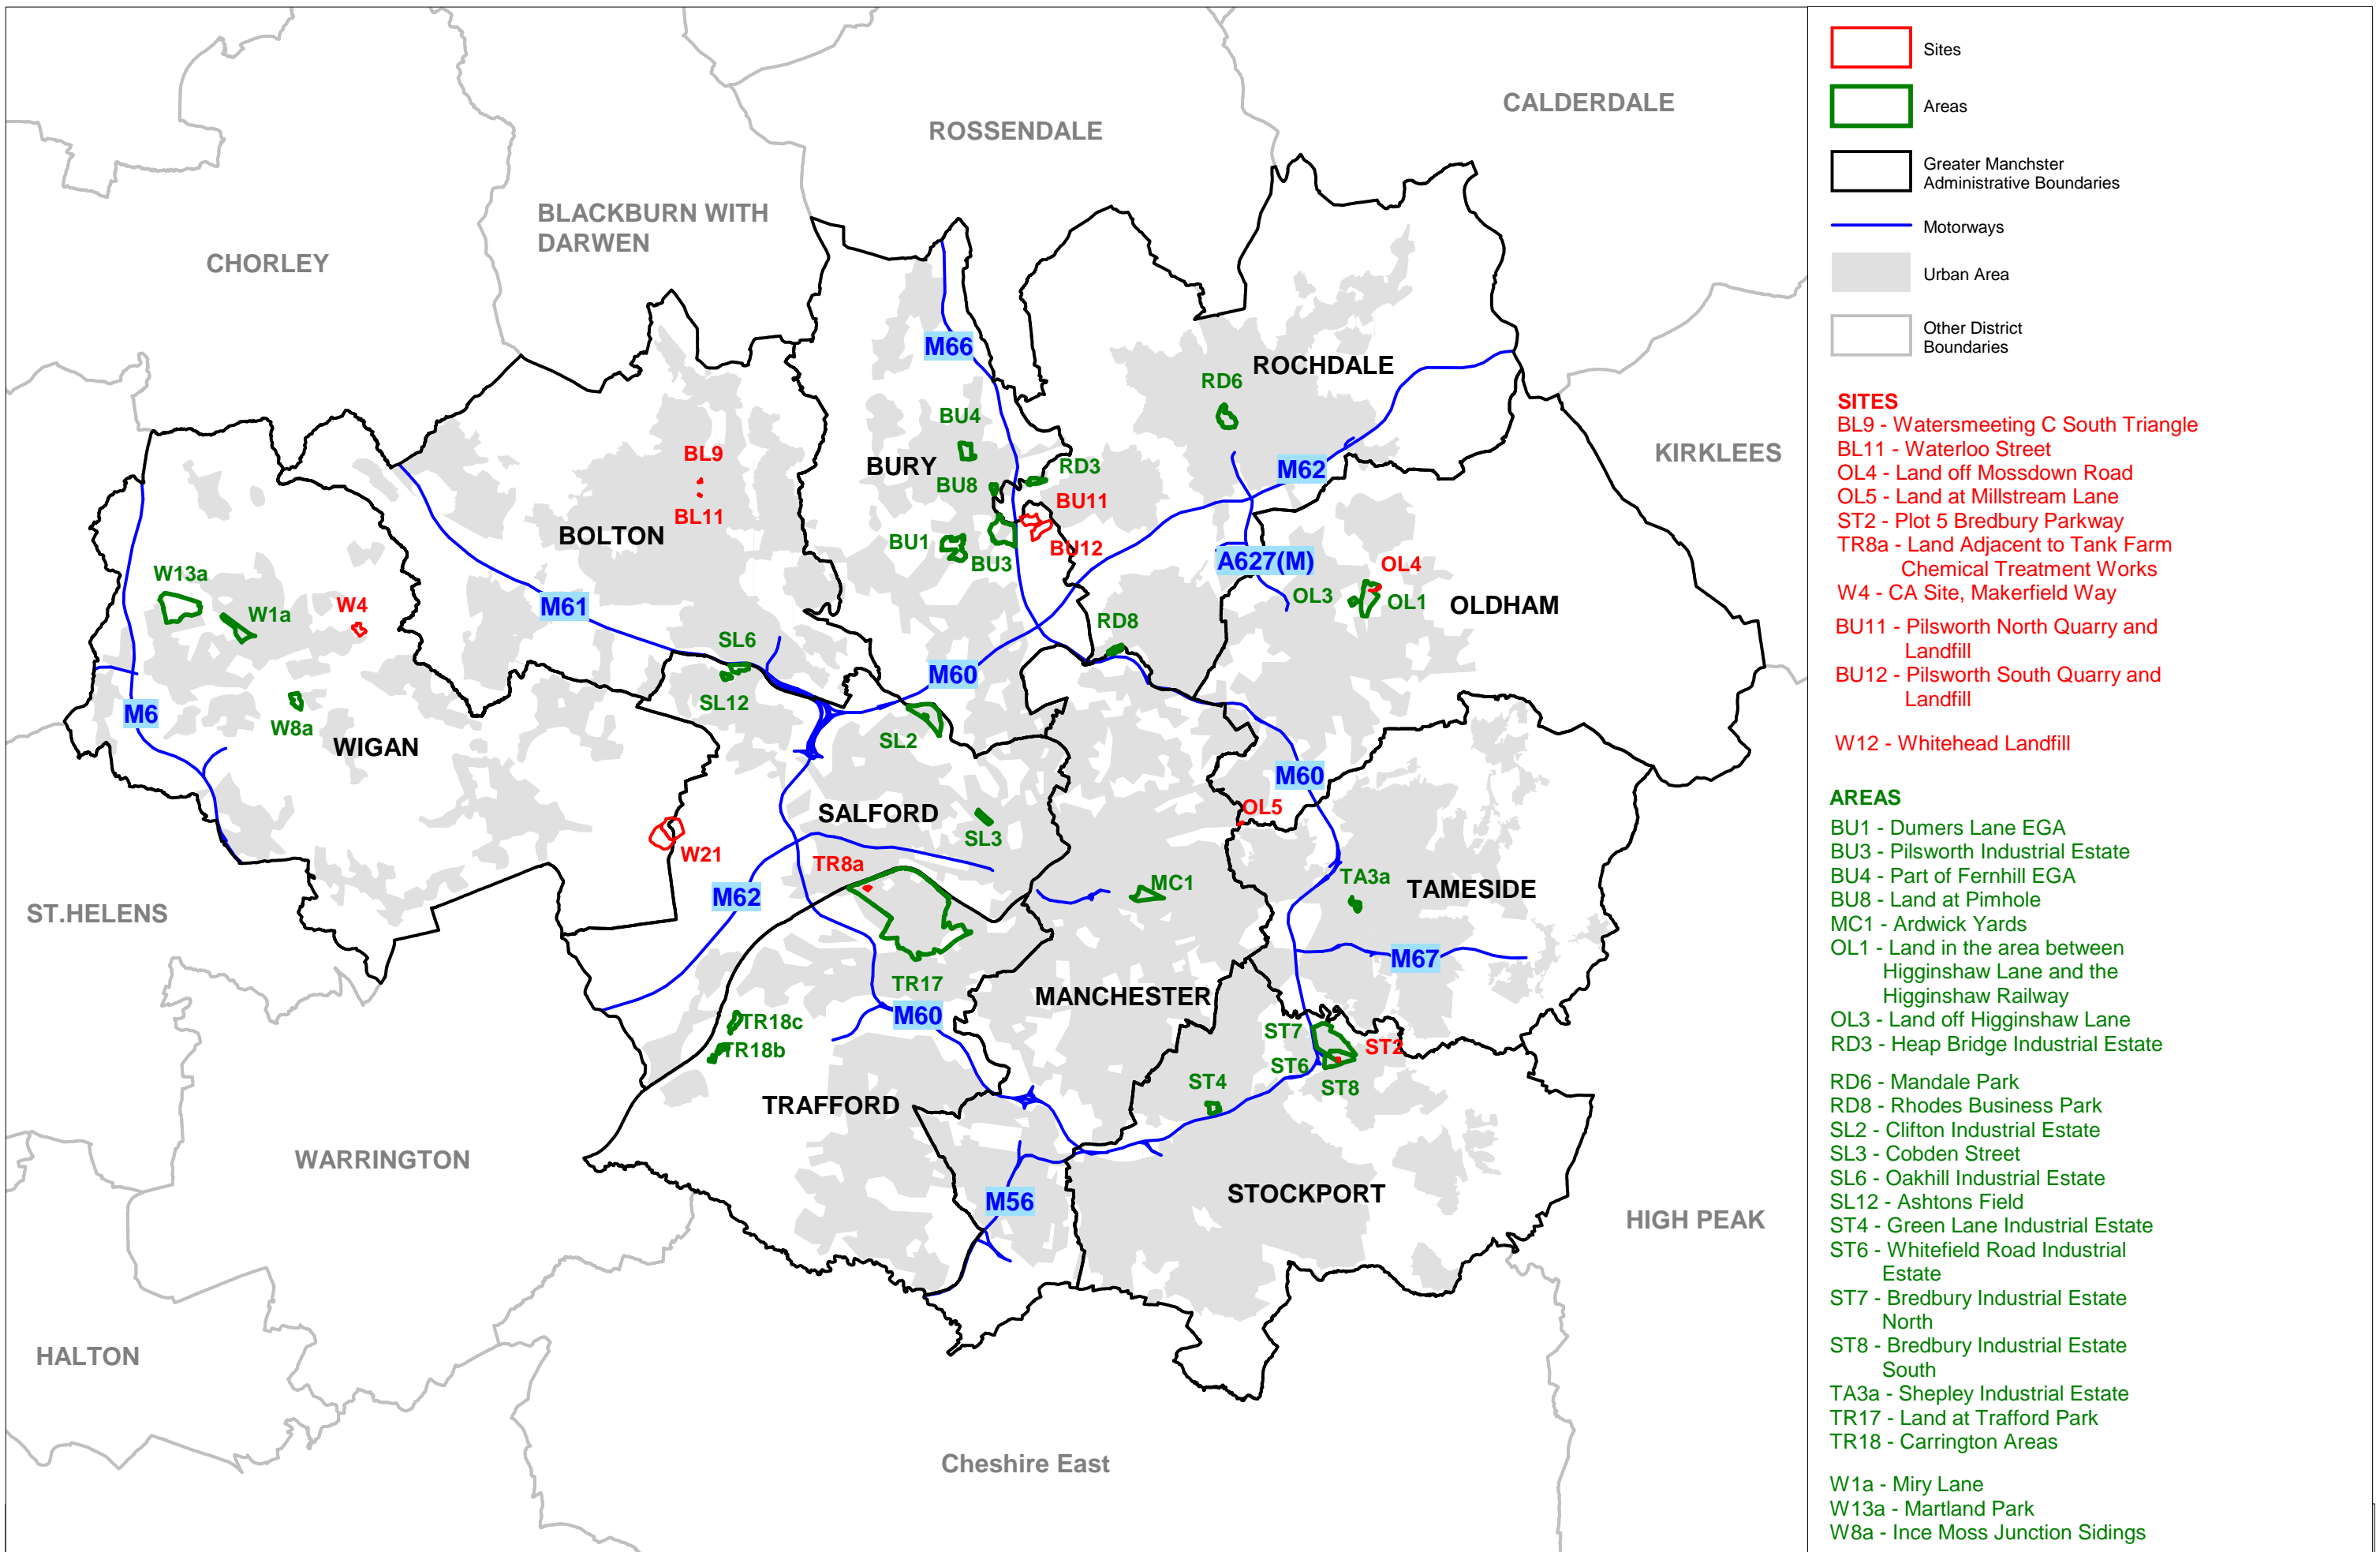 CALDERDALE
ROSSENDALE
BLACKBURN WITH
DARWEN
CHORLEY
M66
ROCHDALE
RD6
BU4
KIRKLEES
BL9
BURY
RD3
M62
BU8
BU11
BL11
BOLTON
BU1
BU12
BU3
A627(M)
OL4
W13a
OL3
OL1
OLDHAM
M61
W4
W1a
RD8
SL6
M60
SL12
M6
W8a
SL2
WIGAN
M60
OL5
SALFORD
SL3
W21
TR8a
MC1
TA3a
TAMESIDE
M62
ST.HELENS
M67
TR17
MANCHESTER
M60
TR18c
ST7
ST2
TR18b
ST6
ST4
ST8
TRAFFORD
WARRINGTON
STOCKPORT
M56
HIGH PEAK
HALTON
Cheshire East
Sites
Areas
Greater Manchster
Administrative Boundaries
Motorways
Urban Area
Other District
Boundaries
SITES
BL9 - Watersmeeting C South Triangle
BL11 - Waterloo Street
OL4 - Land off Mossdown Road
OL5 - Land at Millstream Lane
ST2 - Plot 5 Bredbury Parkway
TR8a - Land Adjacent to Tank Farm
Chemical Treatment Works
W4 - CA Site, Makerfield Way
BU11 - Pilsworth North Quarry and
Landfill
BU12 - Pilsworth South Quarry and
Landfill
W12 - Whitehead Landfill
AREAS
BU1 - Dumers Lane EGA
BU3 - Pilsworth Industrial Estate
BU4 - Part of Fernhill EGA
BU8 - Land at Pimhole
MC1 - Ardwick Yards
OL1 - Land in the area between
Higginshaw Lane and the
Higginshaw Railway
OL3 - Land off Higginshaw Lane
RD3 - Heap Bridge Industrial Estate
RD6 - Mandale Park
RD8 - Rhodes Business Park
SL2 - Clifton Industrial Estate
SL3 - Cobden Street
SL6 - Oakhill Industrial Estate
SL12 - Ashtons Field
ST4 - Green Lane Industrial Estate
ST6 - Whitefield Road Industrial
Estate
ST7 - Bredbury Industrial Estate
North
ST8 - Bredbury Industrial Estate
South
TA3a - Shepley Industrial Estate
TR17 - Land at Trafford Park
TR18 - Carrington Areas
W1a - Miry Lane
W13a - Martland Park
W8a - Ince Moss Junction Sidings